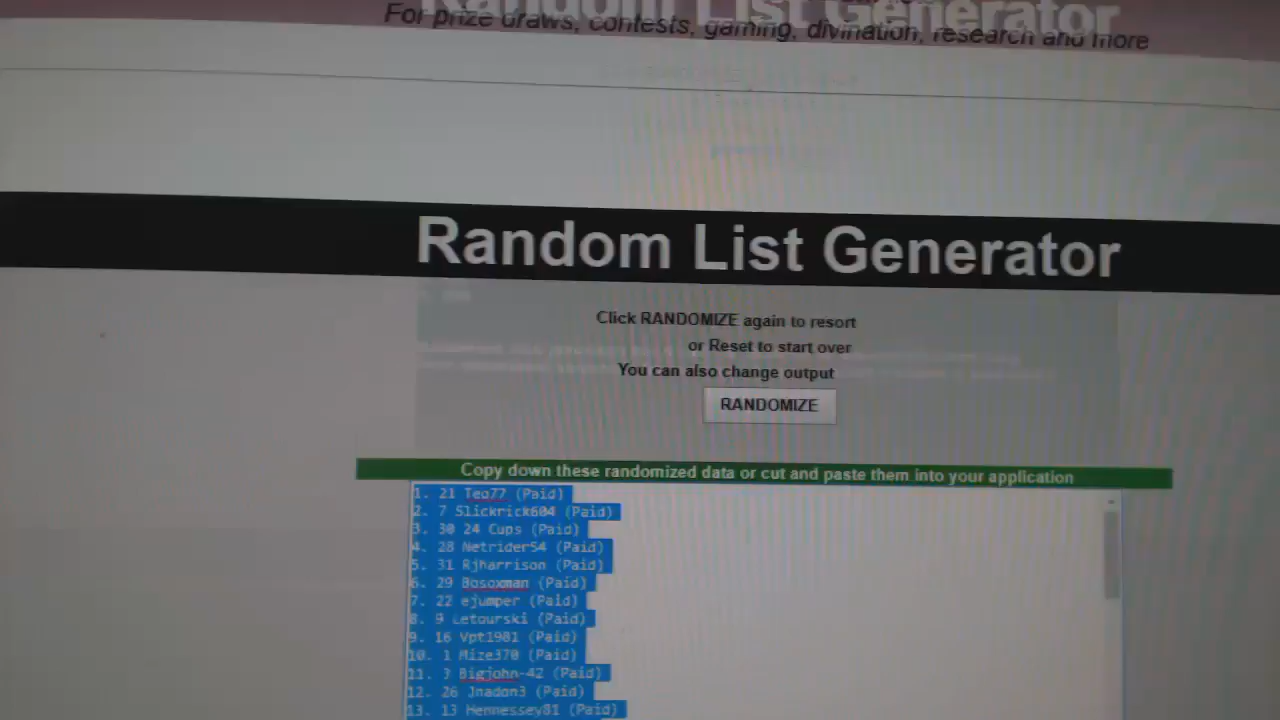 Random List Generator
For prize draws, contests, gaming, divination, research and more
Random List Generator
Click RANDOMIZE again to resort
or Reset to start over
You can also change output
RANDOMIZE
Copy down these randomized data or cut and paste them into your application
1. 21 Teo77 (Paid)
2. 7 Slickrick604 (Paid)
3. 30 24 Cups (Paid)
4. 28 Netrider54 (Paid)
5. 31 Rjharrison (Paid)
6. 29 Bosoxman (Paid)
7. 22 ejumper (Paid)
8. 9 Letourski (Paid)
9. 16 Vpt1981 (Paid)
10. 1 Mize370 (Paid)
11. 3 Bigjohn-42 (Paid)
12. 26 Jnadon3 (Paid)
13. 13 Hennessey81 (Paid)